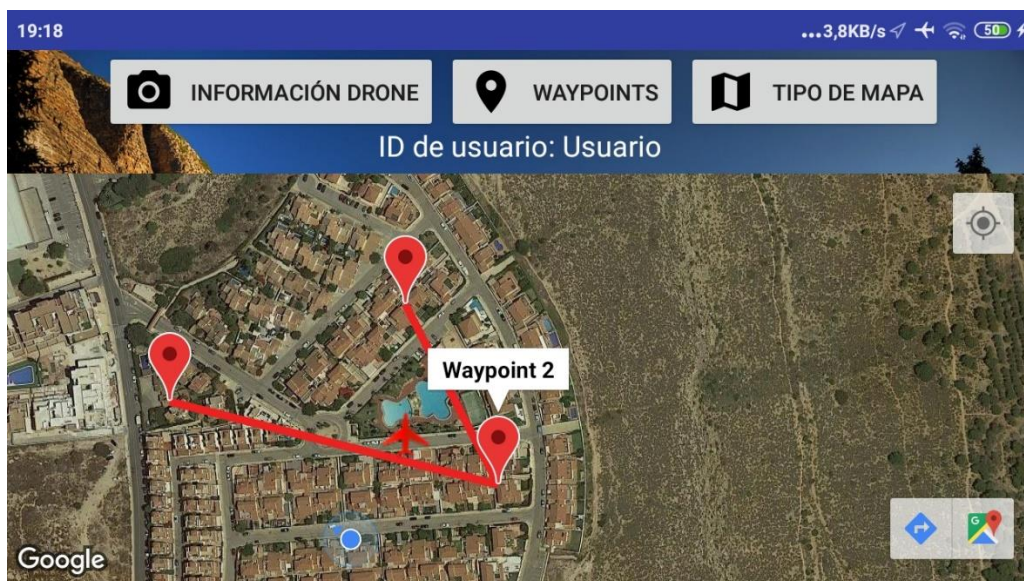 19:18
...3,8KB/s
50
INFORMACIÓN DRONE
WAYPOINTS
TIPO DE MAPA
ID de usuario: Usuario
Waypoint 2
Google
G